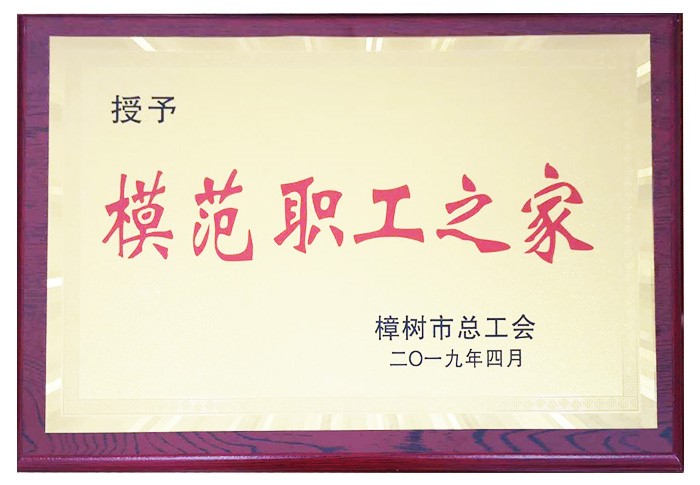 授予
模范职工之家
樟树市总工会
二〇一九年四月